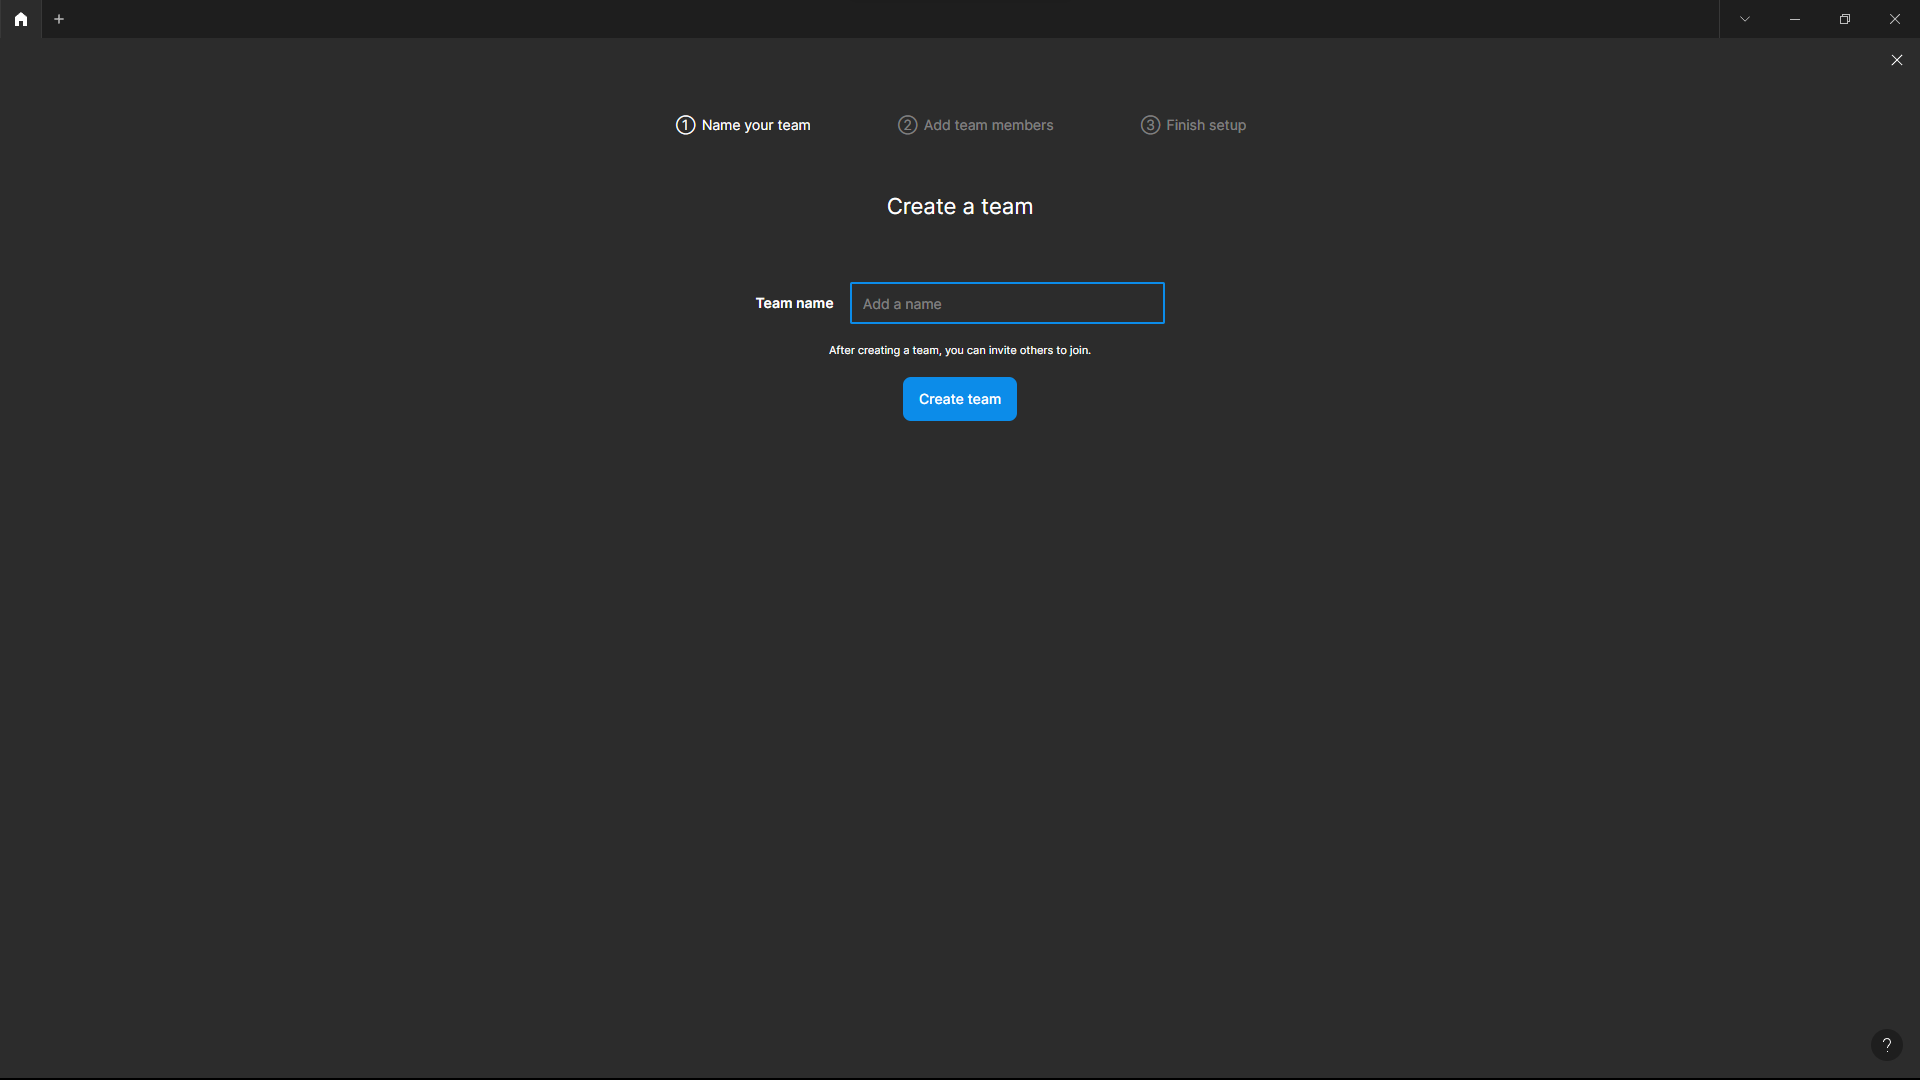 1 Name your team
2 Add team members
3 Finish setup
Create a team
Team name
Add a name
After creating a team, you can invite others to join.
Create team
?